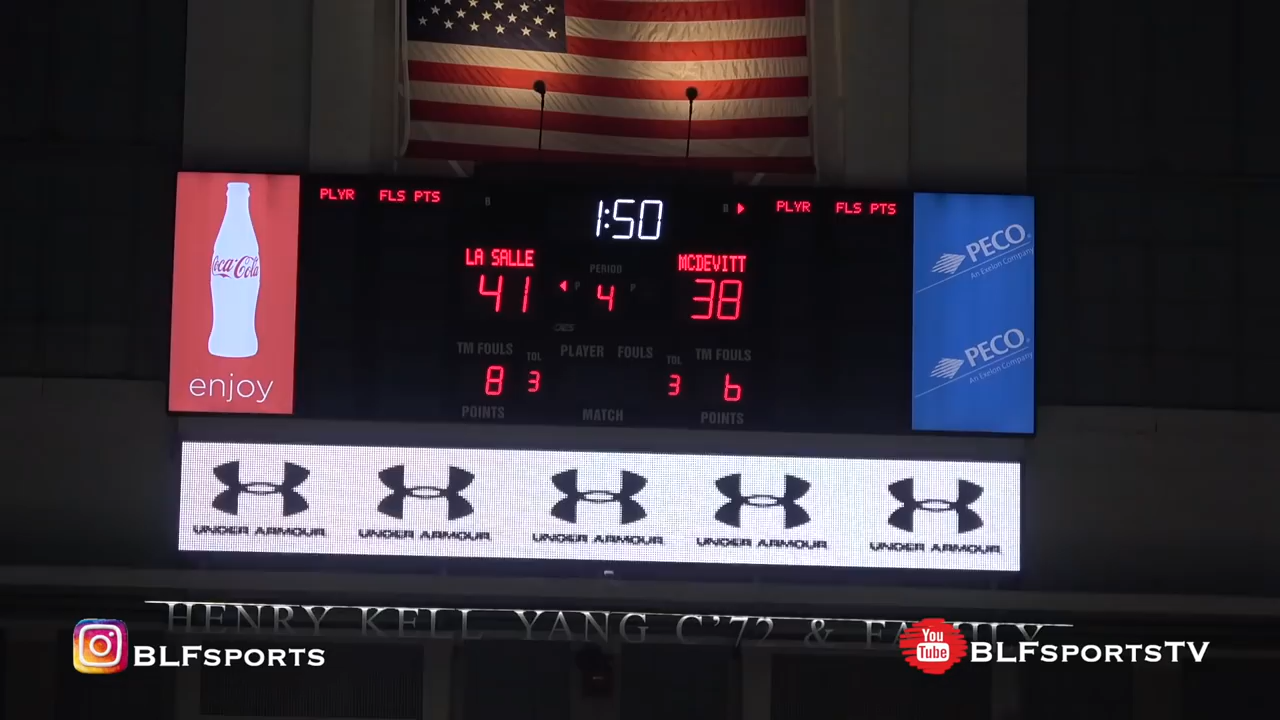 PLYR FLS PTS
B
1:50
B
PLYR FLS PTS
LA SALLE
PERIOD
MCDEVITT
41
P
4
P
38
TM FOULS
TOL
PLAYER FOULS
TOL
TM FOULS
8
3
3
6
POINTS
MATCH
POINTS
Coca-Cola
enjoy
PECO
An Exelon Company
PECO
An Exelon Company
UNDER ARMOUR
UNDER ARMOUR
UNDER ARMOUR
UNDER ARMOUR
UNDER ARMOUR
HENRY KELL YANG C'72 & FAMILY
BLFSPORTS
You
Tube
BLFSPORTSTV